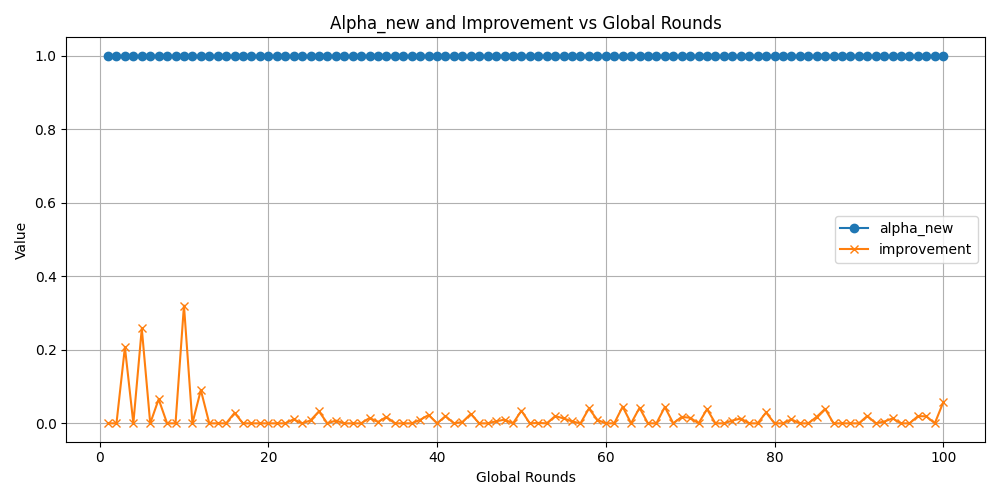 Alpha_new and Improvement vs Global Rounds
1.0
0.8
0.6
0.4
0.2
0.0
Value
alpha_new
improvement
0 20 40 60 80 100
Global Rounds